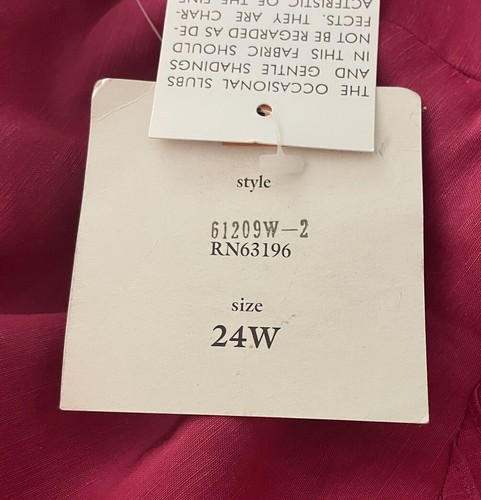 THE OCCASIONAL SLUBS
AND GENTLE SHADINGS
IN THIS FABRIC SHOULD
NOT BE REGARDED AS DE-
FECTS. THEY ARE CHAR-
ACTERISTIC OF THE FINE
style
61209W-2
RN63196
size
24W